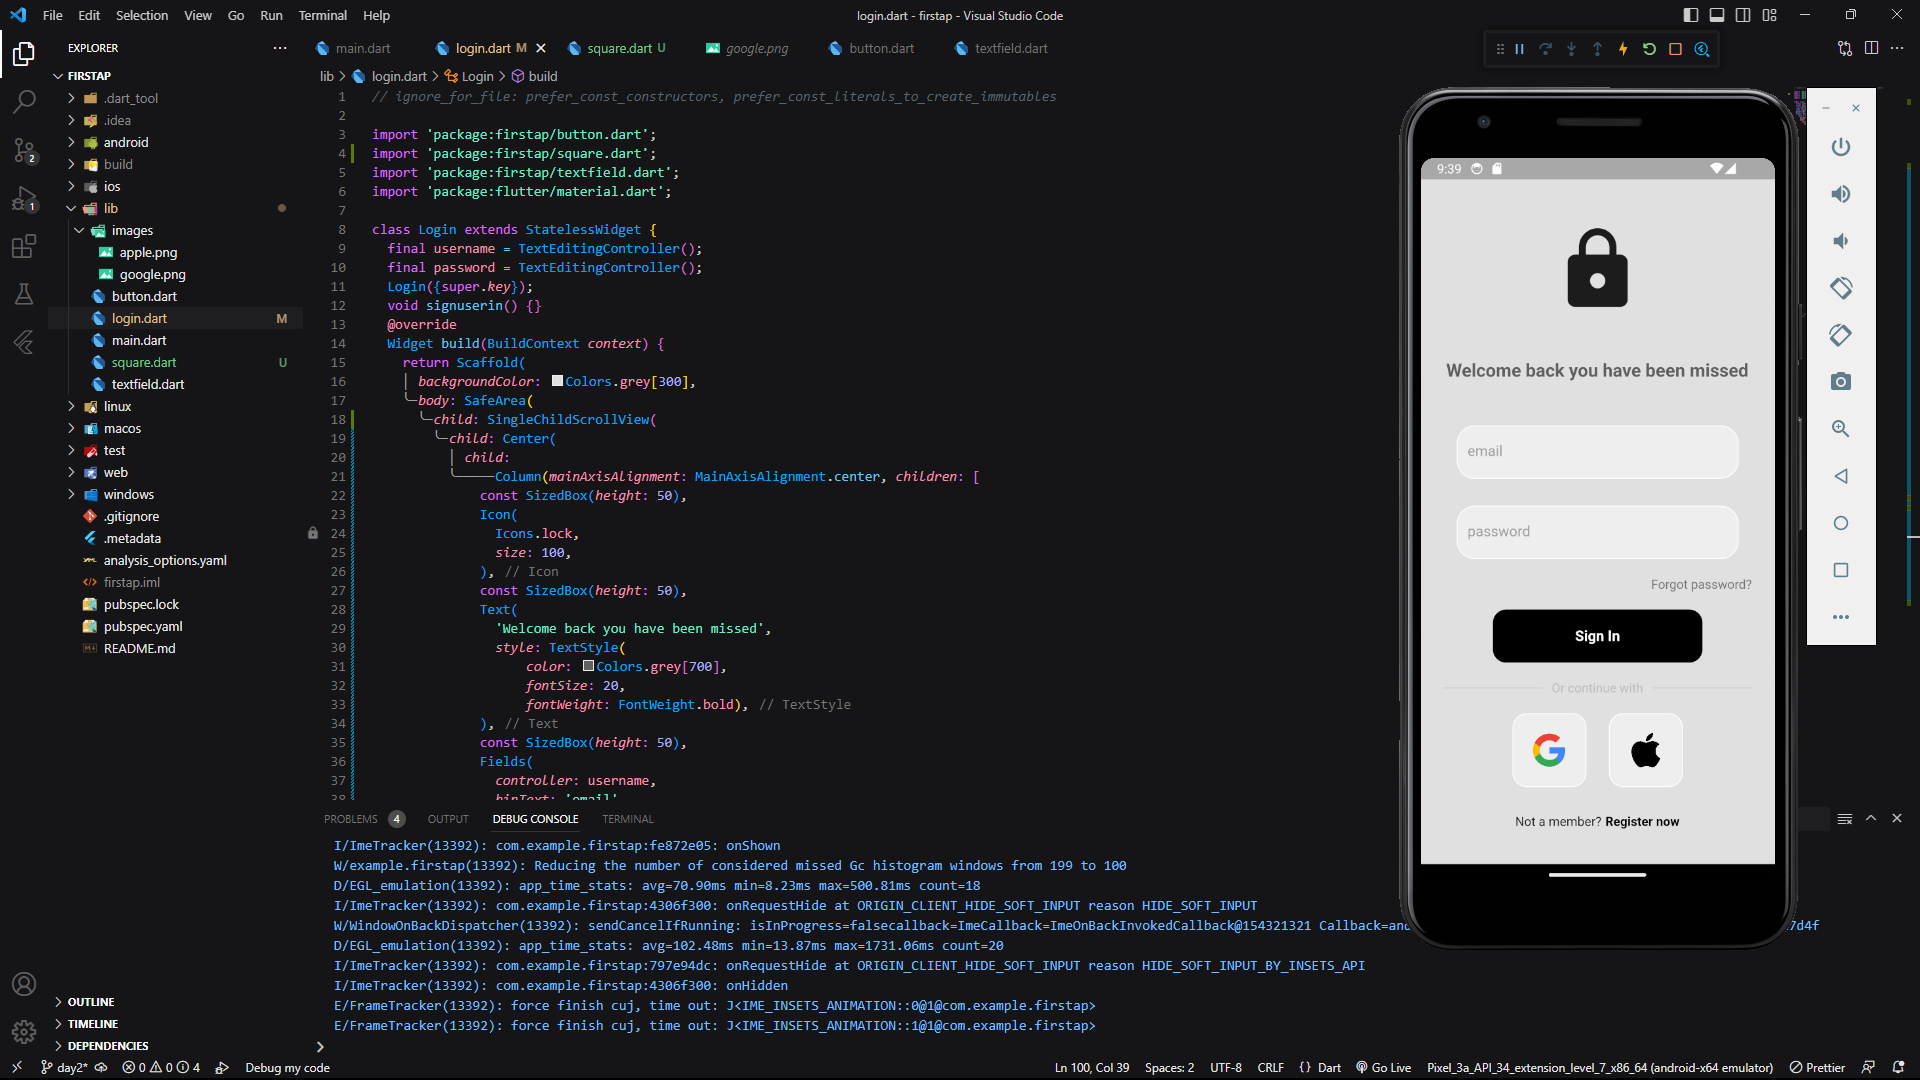 File Edit Selection View Go Run Terminal Help
login.dart - firstap - Visual Studio Code
EXPLORER
FIRSTAP
.dart_tool
.idea
android
build
ios
lib
images
apple.png
google.png
button.dart
login.dart M
main.dart
square.dart U
textfield.dart
linux
macos
test
web
windows
.gitignore
.metadata
analysis_options.yaml
firstap.iml
pubspec.lock
pubspec.yaml
README.md
OUTLINE
TIMELINE
DEPENDENCIES
2
1
main.dart login.dart M square.dart U google.png button.dart textfield.dart
lib > login.dart > Login > build
1 // ignore_for_file: prefer_const_constructors, prefer_const_literals_to_create_immutables
2
3 import 'package:firstap/button.dart';
4 import 'package:firstap/square.dart';
5 import 'package:firstap/textfield.dart';
6 import 'package:flutter/material.dart';
7
8 class Login extends StatelessWidget {
9 final username = TextEditingController();
10 final password = TextEditingController();
11 Login({super.key});
12 void signuserin() {}
13 @override
14 Widget build(BuildContext context) {
15 return Scaffold(
16 backgroundColor: Colors.grey[300],
17 body: SafeArea(
18 child: SingleChildScrollView(
19 child: Center(
20 child:
21 Column(mainAxisAlignment: MainAxisAlignment.center, children: [
22 const SizedBox(height: 50),
23 Icon(
24 Icons.lock,
25 size: 100,
26 ), // Icon
27 const SizedBox(height: 50),
28 Text(
29 'Welcome back you have been missed',
30 style: TextStyle(
31 color: Colors.grey[700],
32 fontSize: 20,
33 fontWeight: FontWeight.bold), // TextStyle
34 ), // Text
35 const SizedBox(height: 50),
36 Fields(
37 controller: username,
38 hinText: 'email'
9:39
Welcome back you have been missed
email
password
Forgot password?
Sign In
Or continue with
Not a member? Register now
PROBLEMS 4 OUTPUT DEBUG CONSOLE TERMINAL
I/ImeTracker(13392): com.example.firstap:fe872e05: onShown
W/example.firstap(13392): Reducing the number of considered missed Gc histogram windows from 199 to 100
D/EGL_emulation(13392): app_time_stats: avg=70.90ms min=8.23ms max=500.81ms count=18
I/ImeTracker(13392): com.example.firstap:4306f300: onRequestHide at ORIGIN_CLIENT_HIDE_SOFT_INPUT reason HIDE_SOFT_INPUT
W/WindowOnBackDispatcher(13392): sendCancelIfRunning: isInProgress=falsecallback=ImeCallback=ImeOnBackInvokedCallback@154321321 Callback=and 7d4f
D/EGL_emulation(13392): app_time_stats: avg=102.48ms min=13.87ms max=1731.06ms count=20
I/ImeTracker(13392): com.example.firstap:797e94dc: onRequestHide at ORIGIN_CLIENT_HIDE_SOFT_INPUT reason HIDE_SOFT_INPUT_BY_INSETS_API
I/ImeTracker(13392): com.example.firstap:4306f300: onHidden
E/FrameTracker(13392): force finish cuj, time out: J<IME_INSETS_ANIMATION::0@1@com.example.firstap>
E/FrameTracker(13392): force finish cuj, time out: J<IME_INSETS_ANIMATION::1@1@com.example.firstap>
day2* 0 0 4 Debug my code Ln 100, Col 39 Spaces: 2 UTF-8 CRLF {} Dart Go Live Pixel_3a_API_34_extension_level_7_x86_64 (android-x64 emulator) Prettier